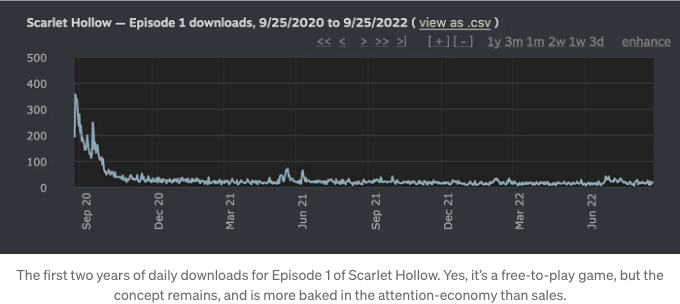 Scarlet Hollow — Episode 1 downloads, 9/25/2020 to 9/25/2022 ( view as .csv )
<< < > >> >| [ + ] [ - ] 1y 3m 1m 2w 1w 3d enhance
500
400
300
200
100
0
Sep 20
Dec 20
Mar 21
Jun 21
Sep 21
Dec 21
Mar 22
Jun 22
The first two years of daily downloads for Episode 1 of Scarlet Hollow. Yes, it's a free-to-play game, but the
concept remains, and is more baked in the attention-economy than sales.